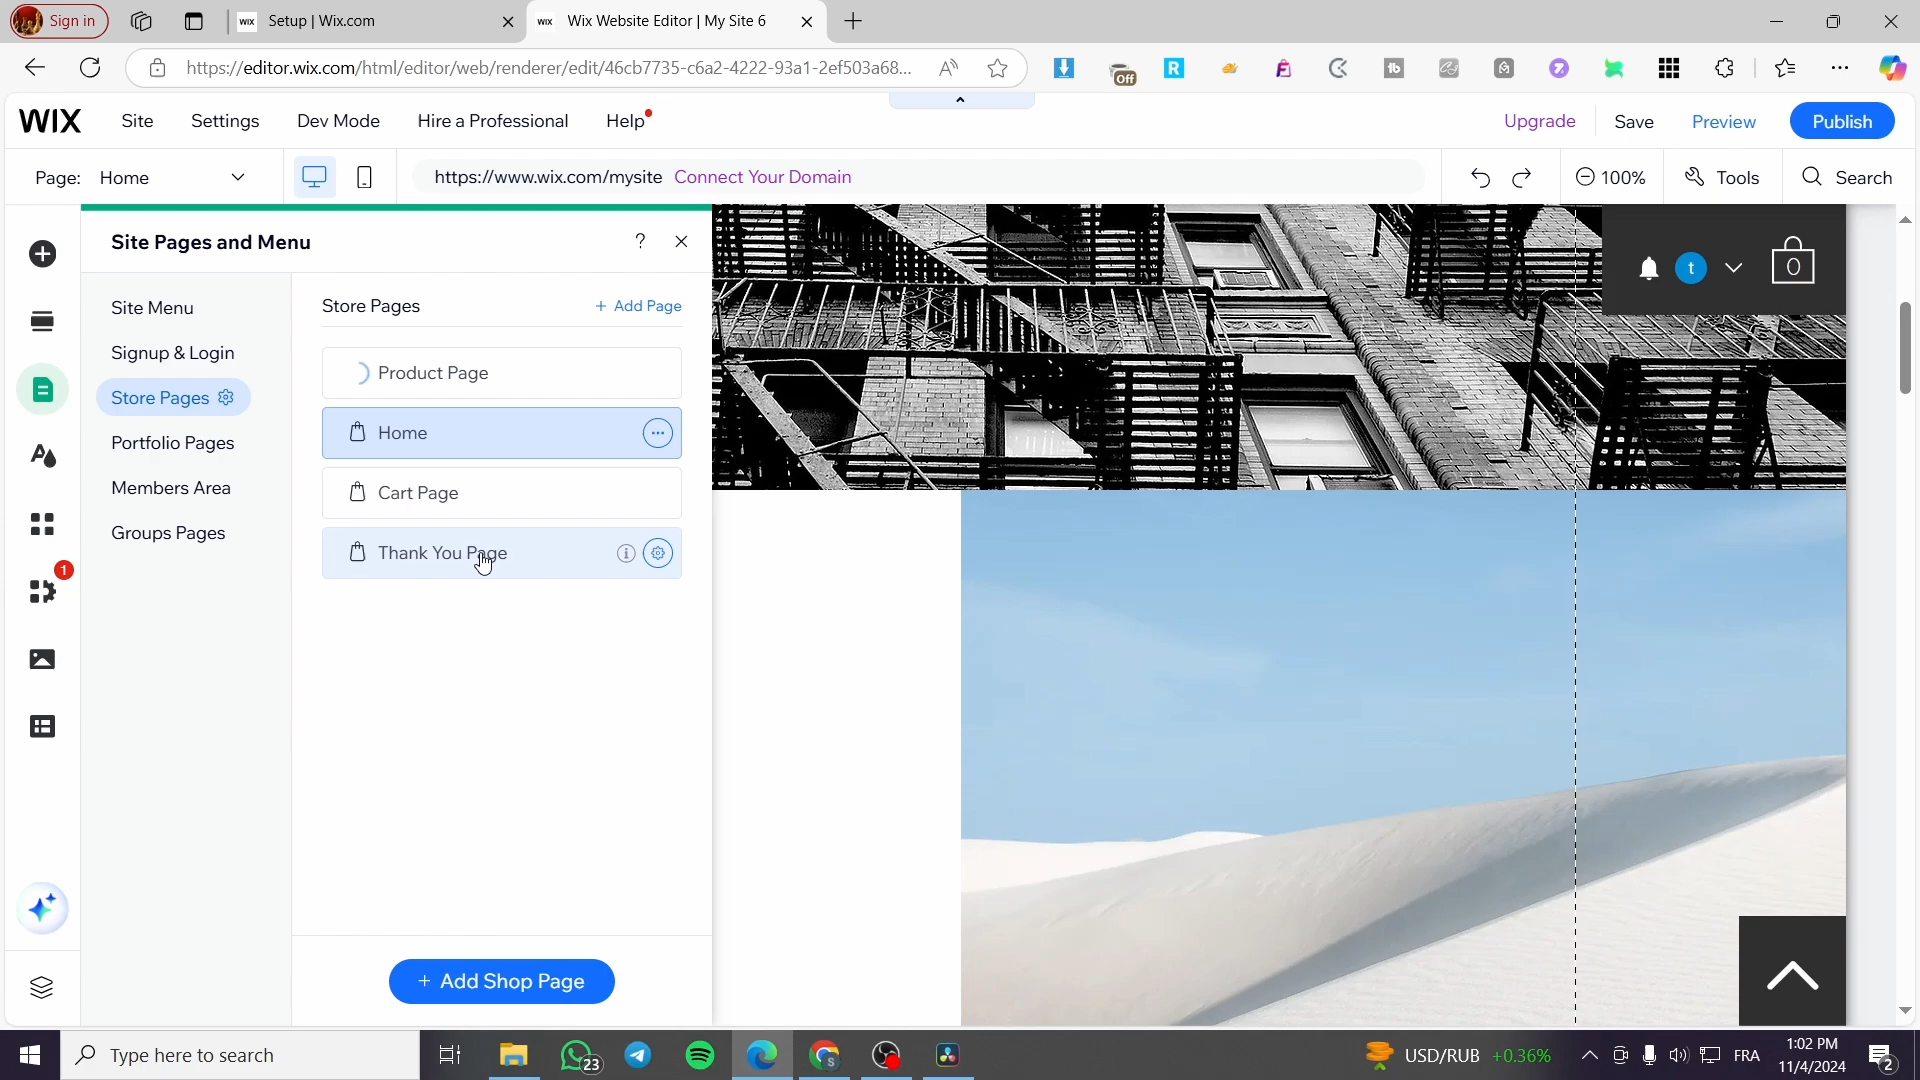 Sign in
WIX Setup | Wix.com
WIX Wix Website Editor | My Site 6
https://editor.wix.com/html/editor/web/renderer/edit/46cb7735-c6a2-4222-93a1-2ef503a68...
Off
R
tb
WIX
Site
Settings
Dev Mode
Hire a Professional
Help
Upgrade
Save
Preview
Publish
Page: Home
https://www.wix.com/mysite Connect Your Domain
100%
Tools
Search
Site Pages and Menu
?
Site Menu
Signup & Login
Store Pages
Portfolio Pages
Members Area
Groups Pages
Store Pages
+ Add Page
Product Page
Home
Cart Page
Thank You Page
+ Add Shop Page
1
t
0
Type here to search
23
S
USD/RUB +0.36%
FRA
1:02 PM
11/4/2024
2